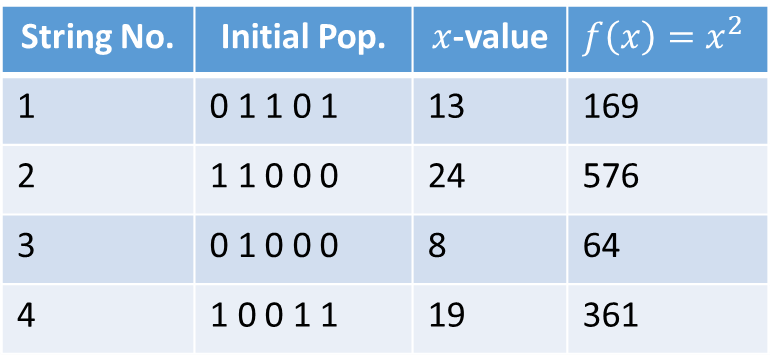 String No. Initial Pop. x-value f(x) = x²
1 0 1 1 0 1 13 169
2 1 1 0 0 0 24 576
3 0 1 0 0 0 8 64
4 1 0 0 1 1 19 361